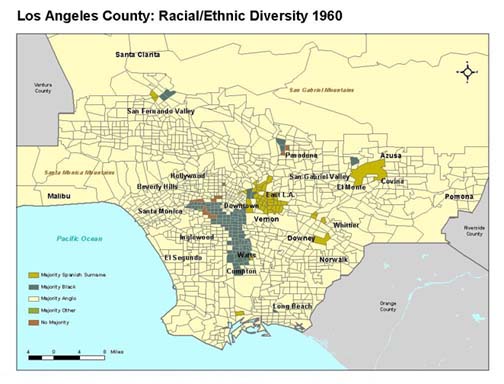 Los Angeles County: Racial/Ethnic Diversity 1960
Santa Clarita
Ventura
County
San Gabriel Mountains
San Fernando Valley
Pasadena
Azusa
Santa Monica Mountains
Hollywood
San Gabriel Valley
El Monte
Covina
Beverly Hills
East L.A.
Pomona
Malibu
Downtown
Santa Monica
Vernon
Whittier
Riverside
County
Pacific Ocean
Inglewood
Downey
Watts
El Segundo
Norwalk
Compton
Majority Spanish Surname
Majority Black
Majority Anglo
Majority Other
No Majority
Long Beach
Orange
County
4 0 4 8 Miles